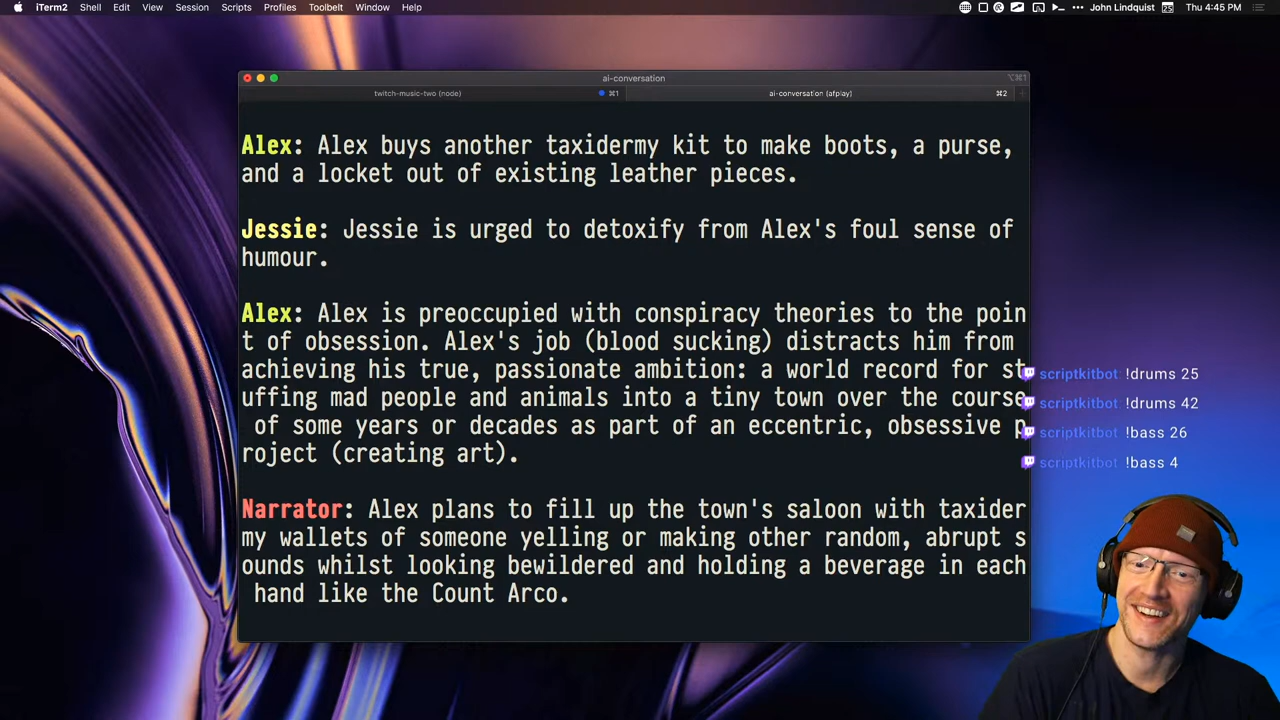 iTerm2 Shell Edit View Session Scripts Profiles Toolbelt Window Help John Lindquist 25 Thu 4:45 PM
ai-conversation ⌥⌘1
twitch-music-two (node) ⌘1 ai-conversation (afplay) ⌘2 +
Alex: Alex buys another taxidermy kit to make boots, a purse,
and a locket out of existing leather pieces.
Jessie: Jessie is urged to detoxify from Alex's foul sense of
humour.
Alex: Alex is preoccupied with conspiracy theories to the poin
t of obsession. Alex's job (blood sucking) distracts him from
achieving his true, passionate ambition: a world record for st
uffing mad people and animals into a tiny town over the course
of some years or decades as part of an eccentric, obsessive p
roject (creating art).
Narrator: Alex plans to fill up the town's saloon with taxider
my wallets of someone yelling or making other random, abrupt s
ounds whilst looking bewildered and holding a beverage in each
hand like the Count Arco.
scriptkitbot !drums 25
scriptkitbot !drums 42
scriptkitbot !bass 26
scriptkitbot !bass 4